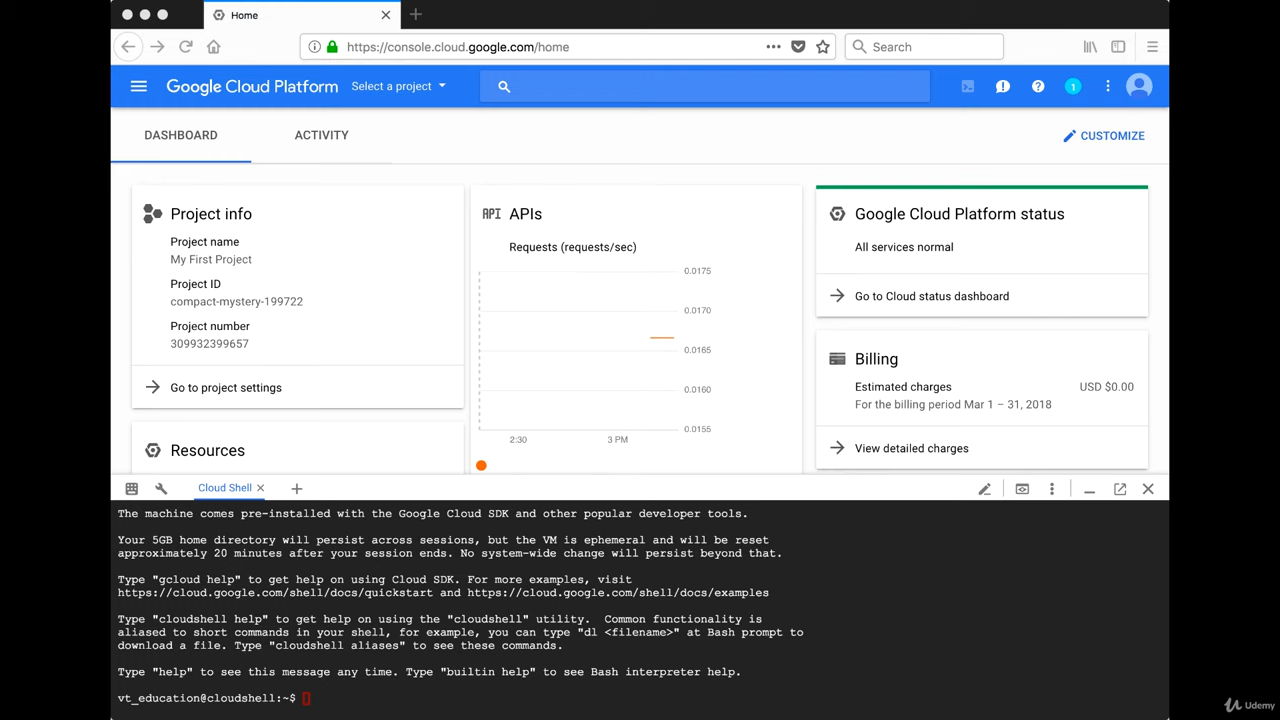 Home
https://console.cloud.google.com/home
Search
Google Cloud Platform
Select a project
1
DASHBOARD
ACTIVITY
CUSTOMIZE
Project info
Project name
My First Project
Project ID
compact-mystery-199722
Project number
309932399657
Go to project settings
Resources
API
APIs
Requests (requests/sec)
0.0175
0.0170
0.0165
0.0160
0.0155
2:30
3 PM
Google Cloud Platform status
All services normal
Go to Cloud status dashboard
Billing
Estimated charges
USD $0.00
For the billing period Mar 1 – 31, 2018
View detailed charges
Cloud Shell
The machine comes pre-installed with the Google Cloud SDK and other popular developer tools.
Your 5GB home directory will persist across sessions, but the VM is ephemeral and will be reset
approximately 20 minutes after your session ends. No system-wide change will persist beyond that.
Type "gcloud help" to get help on using Cloud SDK. For more examples, visit
https://cloud.google.com/shell/docs/quickstart and https://cloud.google.com/shell/docs/examples
Type "cloudshell help" to get help on using the "cloudshell" utility.  Common functionality is
aliased to short commands in your shell, for example, you can type "dl <filename>" at Bash prompt to
download a file. Type "cloudshell aliases" to see these commands.
Type "help" to see this message any time. Type "builtin help" to see Bash interpreter help.
vt_education@cloudshell:~$
Udemy